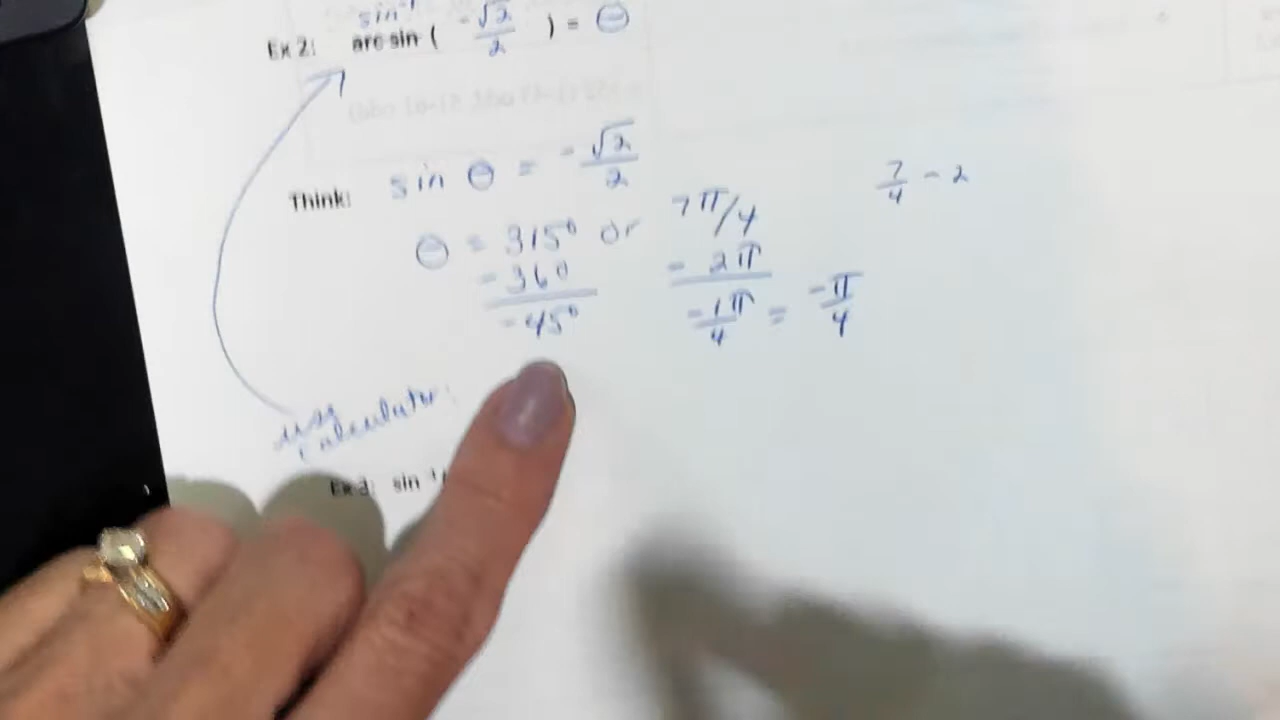 sin⁻¹
Ex 2: arc sin ( -√2/2 ) = θ
Think: sin θ = -√2/2
7/4 - 2
θ = 315° or 7π/4
- 360 - 2π
- 45° -1π/4 = -π/4
using
calculator:
Ex 3: sin